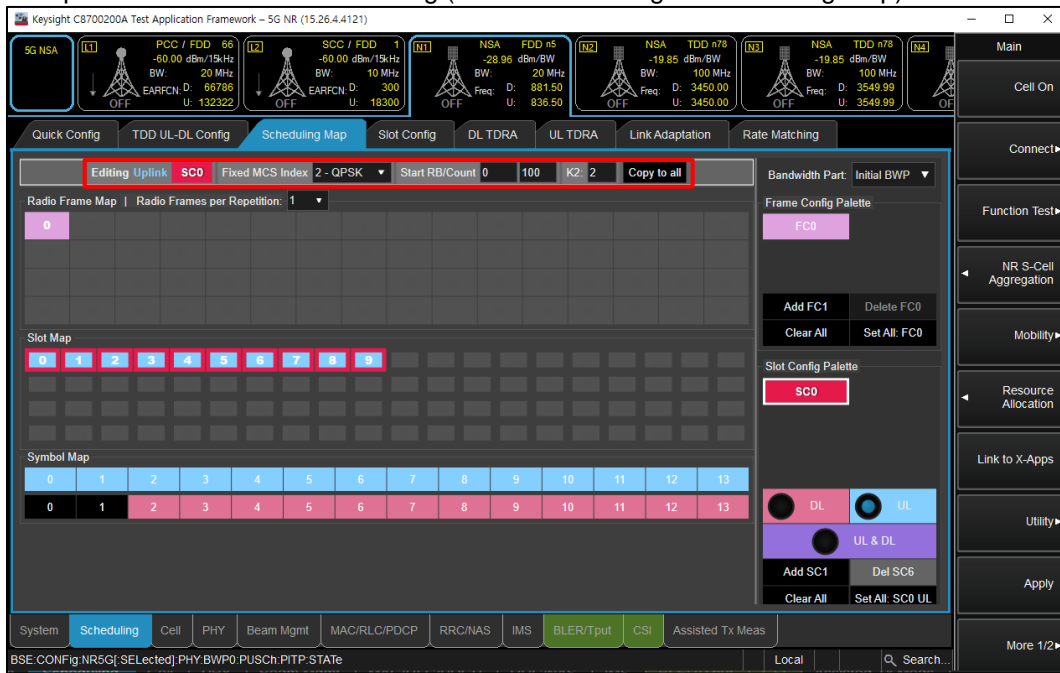 Keysight C8700200A Test Application Framework – 5G NR (15.26.4.4121)
5G NSA
L1 PCC / FDD 66
-60.00 dBm/15kHz
BW: 20 MHz
EARFCN: D: 66786
U: 132322
OFF
L2 SCC / FDD 1
-60.00 dBm/15kHz
BW: 10 MHz
EARFCN: D: 300
U: 18300
OFF
N1 NSA FDD n5
-28.96 dBm/BW
BW: 20 MHz
Freq: D: 881.50
U: 836.50
OFF
N2 NSA TDD n78
-19.85 dBm/BW
BW: 100 MHz
Freq: D: 3450.00
U: 3450.00
OFF
N3 NSA TDD n78
-19.85 dBm/BW
BW: 100 MHz
Freq: D: 3549.99
U: 3549.99
OFF
N4
Main
Cell On
Connect
Function Test
NR S-Cell
Aggregation
Mobility
Resource
Allocation
Link to X-Apps
Utility
Apply
More 1/2
Quick Config TDD UL-DL Config Scheduling Map Slot Config DL TDRA UL TDRA Link Adaptation Rate Matching
Editing Uplink SC0 Fixed MCS Index 2 - QPSK Start RB/Count 0 100 K2: 2 Copy to all
Radio Frame Map | Radio Frames per Repetition: 1
0
Slot Map
0 1 2 3 4 5 6 7 8 9
Symbol Map
0 1 2 3 4 5 6 7 8 9 10 11 12 13
0 1 2 3 4 5 6 7 8 9 10 11 12 13
Bandwidth Part: Initial BWP
Frame Config Palette
FC0
Add FC1 Delete FC0
Clear All Set All: FC0
Slot Config Palette
SC0
DL UL
UL & DL
Add SC1 Del SC6
Clear All Set All: SC0 UL
System Scheduling Cell PHY Beam Mgmt MAC/RLC/PDCP RRC/NAS IMS BLER/Tput CSI Assisted Tx Meas
BSE:CONFig:NR5G[:SELected]:PHY:BWP0:PUSCh:PITP:STATe
Local Search...